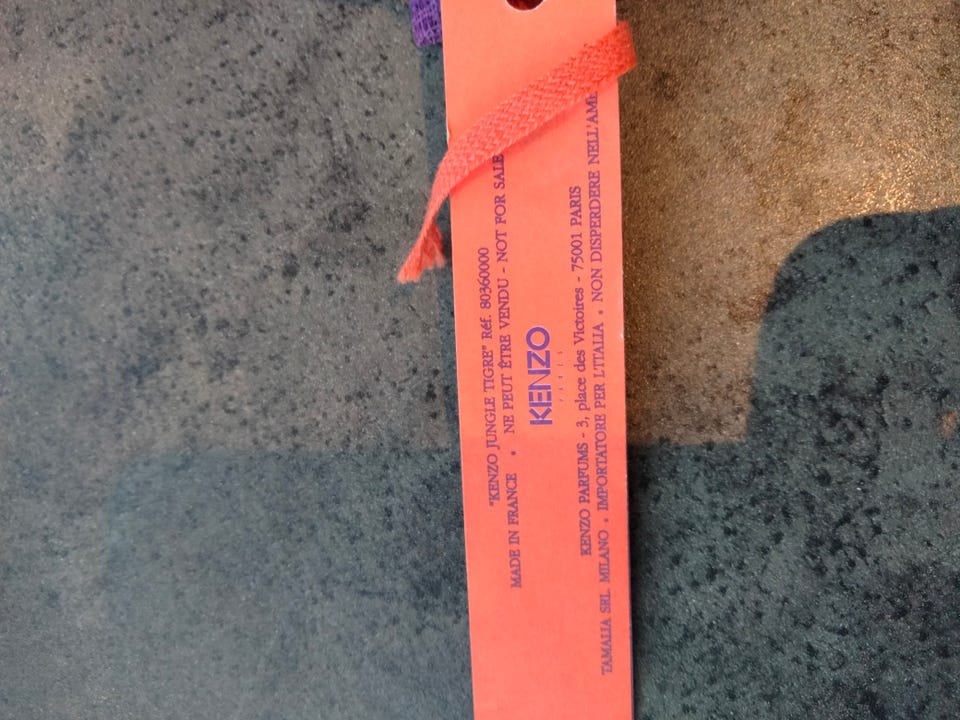 "KENZO JUNGLE TIGRE" Réf. 80360000
MADE IN FRANCE • NE PEUT ÊTRE VENDU - NOT FOR SALE
KENZO
PARIS
KENZO PARFUMS - 3, place des Victoires - 75001 PARIS
TAMALIA SRL. MILANO • IMPORTATORE PER L'ITALIA • NON DISPERDERE NELL'AMB